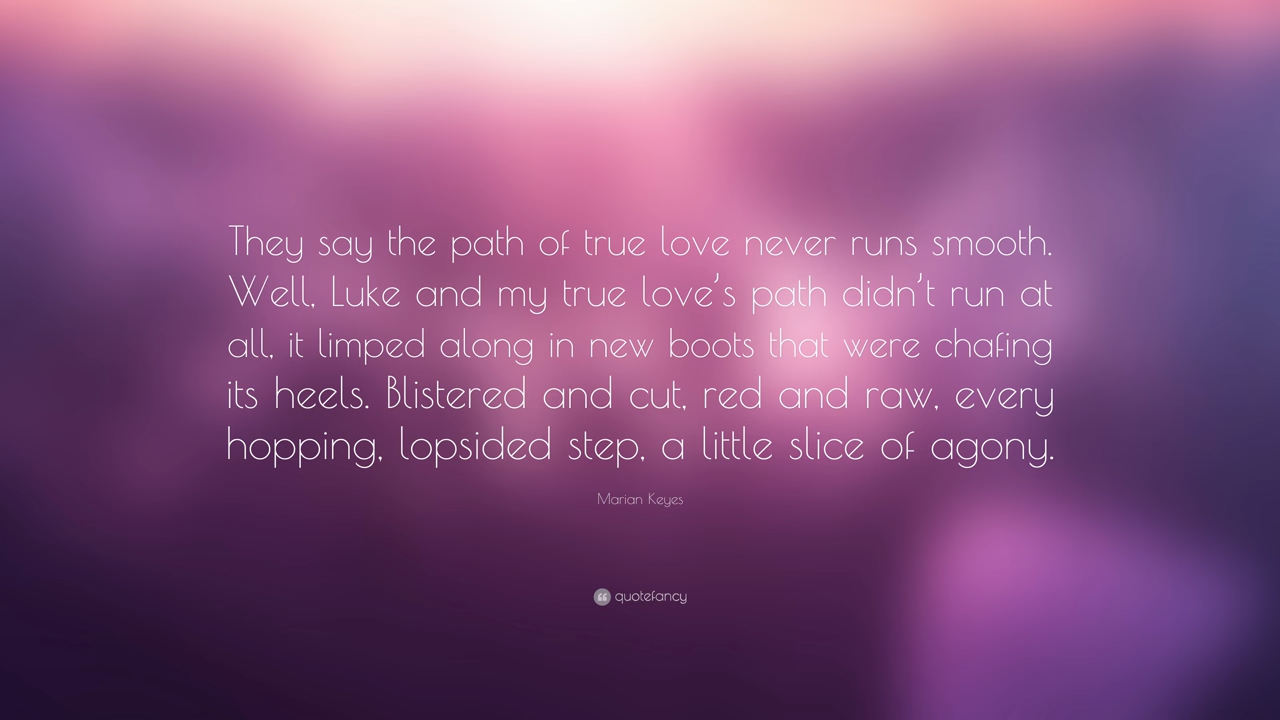 They say the path of true love never runs smooth.
Well, Luke and my true love’s path didn’t run at
all, it limped along in new boots that were chafing
its heels. Blistered and cut, red and raw, every
hopping, lopsided step, a little slice of agony.
Marian Keyes
quotefancy